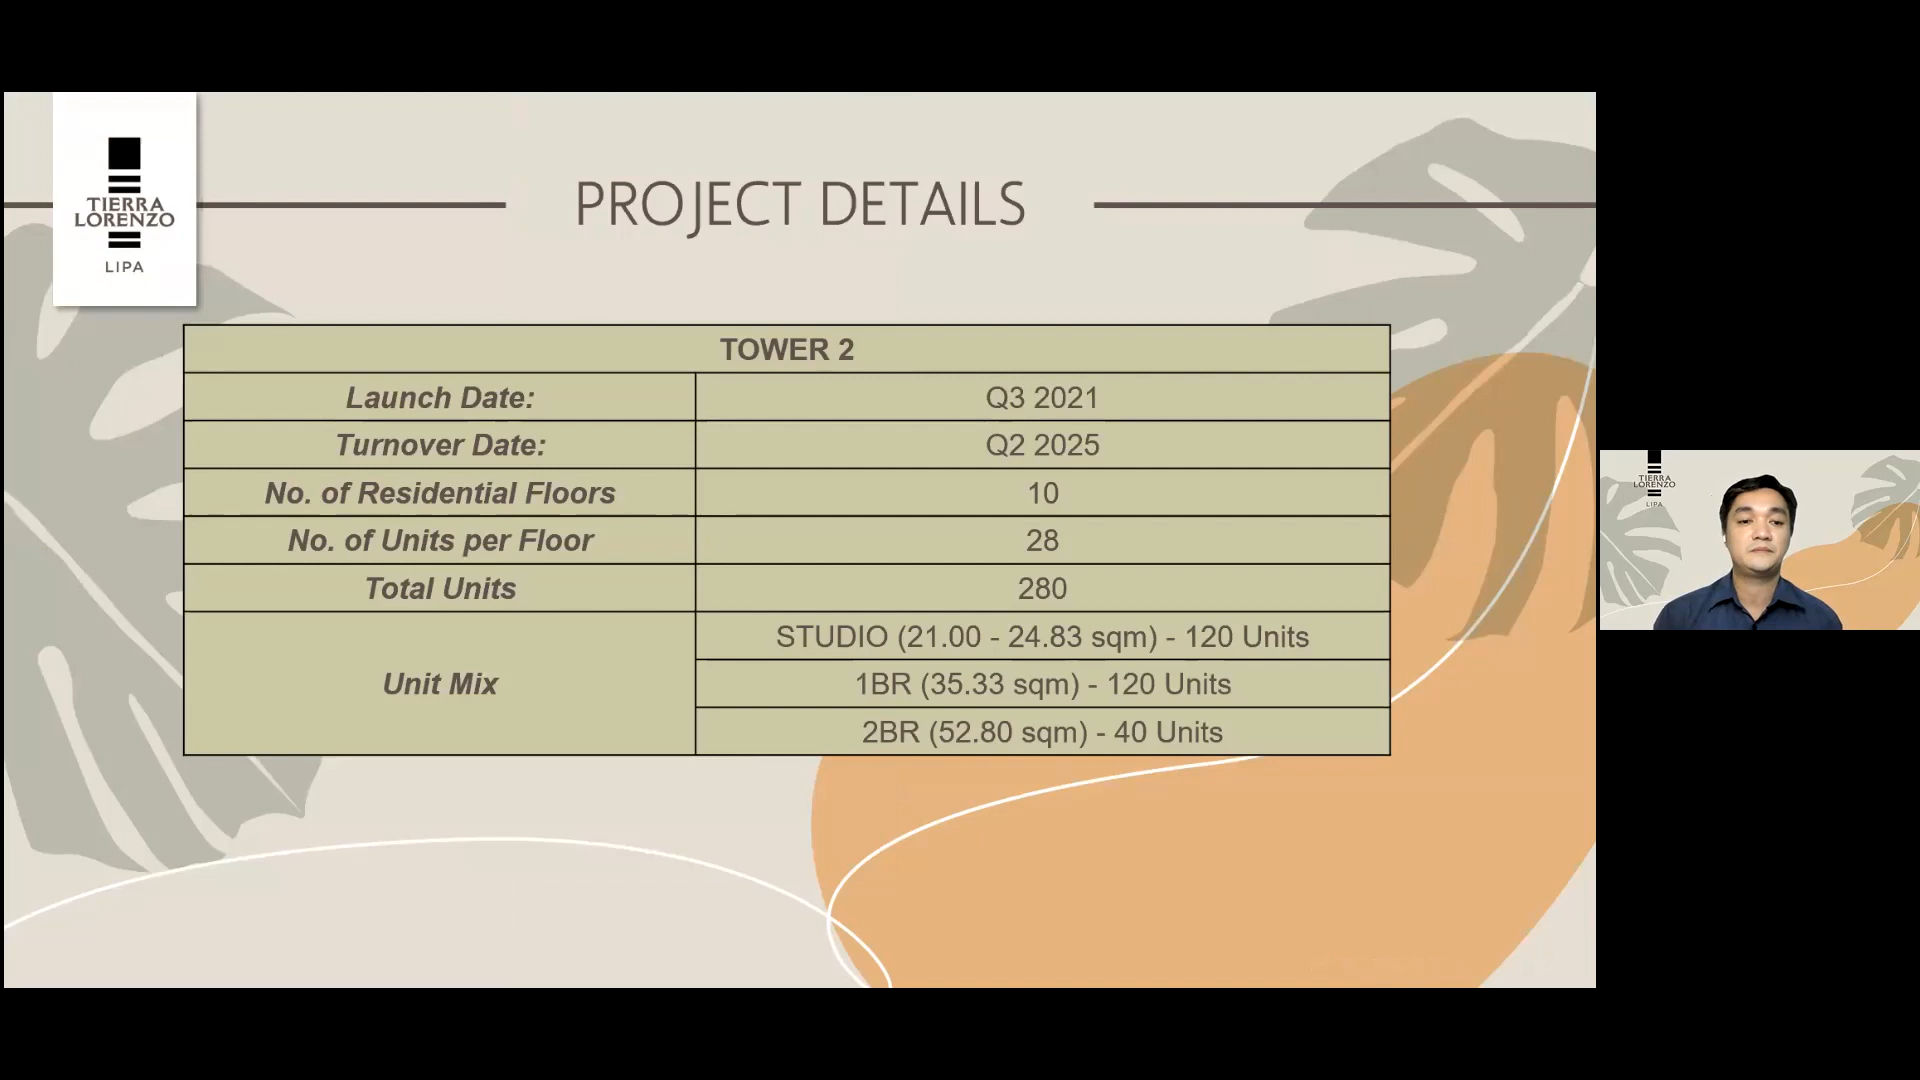 TIERRA
LORENZO
LIPA
PROJECT DETAILS
TOWER 2
Launch Date: Q3 2021
Turnover Date: Q2 2025
No. of Residential Floors 10
No. of Units per Floor 28
Total Units 280
Unit Mix
STUDIO (21.00 - 24.83 sqm) - 120 Units
1BR (35.33 sqm) - 120 Units
2BR (52.80 sqm) - 40 Units
TIERRA
LORENZO
LIPA